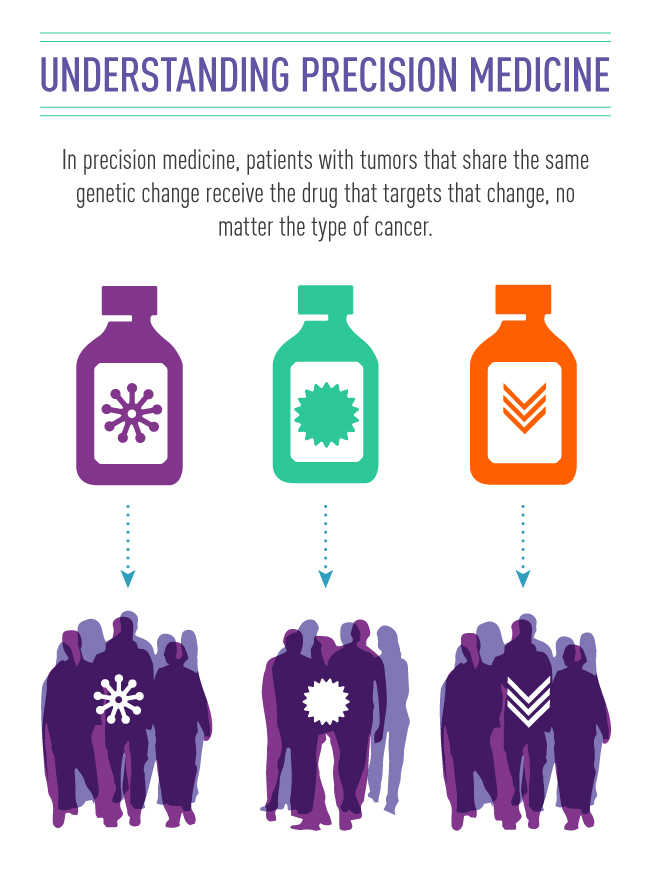 UNDERSTANDING PRECISION MEDICINE
In precision medicine, patients with tumors that share the same
genetic change receive the drug that targets that change, no
matter the type of cancer.